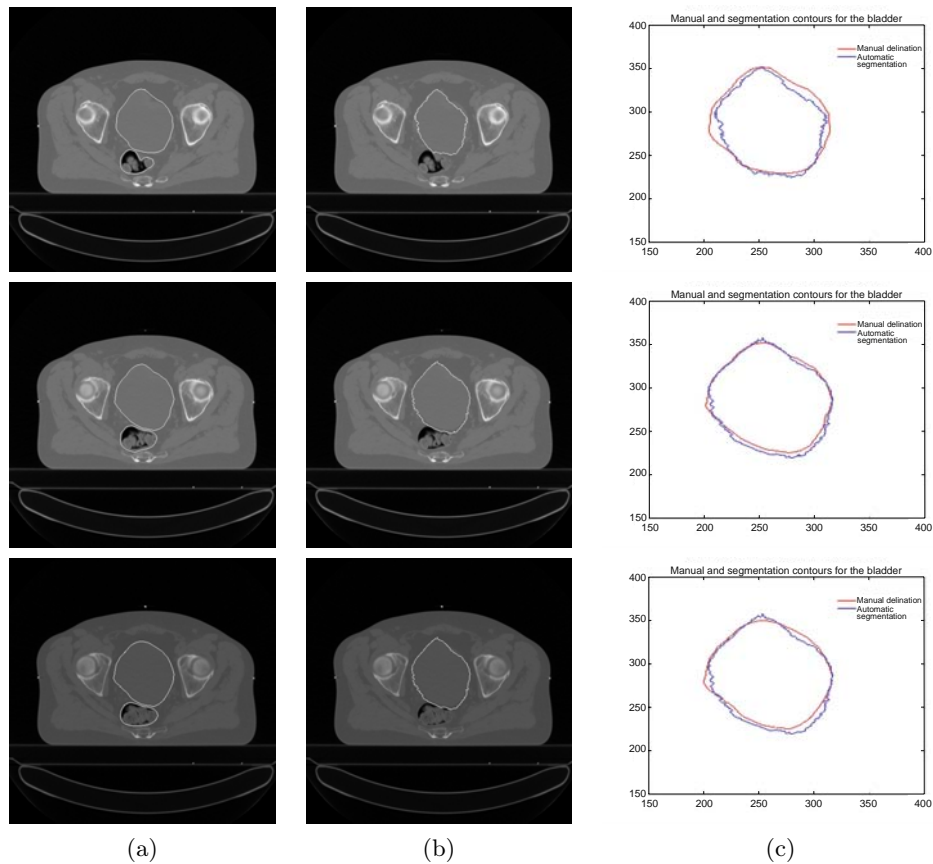 Manual and segmentation contours for the bladder
400
350
300
250
200
150
150 200 250 300 350 400
Manual delination
Automatic
segmentation
Manual and segmentation contours for the bladder
400
350
300
250
200
150
150 200 250 300 350 400
Manual delination
Automatic
segmentation
Manual and segmentation contours for the bladder
400
350
300
250
200
150
150 200 250 300 350 400
Manual delination
Automatic
segmentation
(a) (b) (c)